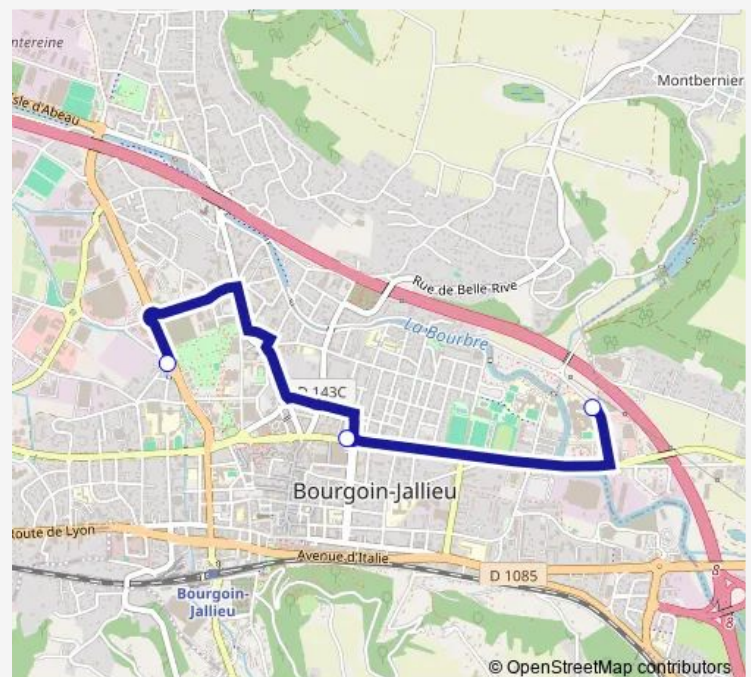 ntereine
Isle d'Abeau
Montbernier
Rue de Belle-Rive
La Bourbre
D 143C
Bourgoin-Jallieu
Route de Lyon
Avenue d'Italie
D 1085
Bourgoin-
Jallieu
© OpenStreetMap contributors